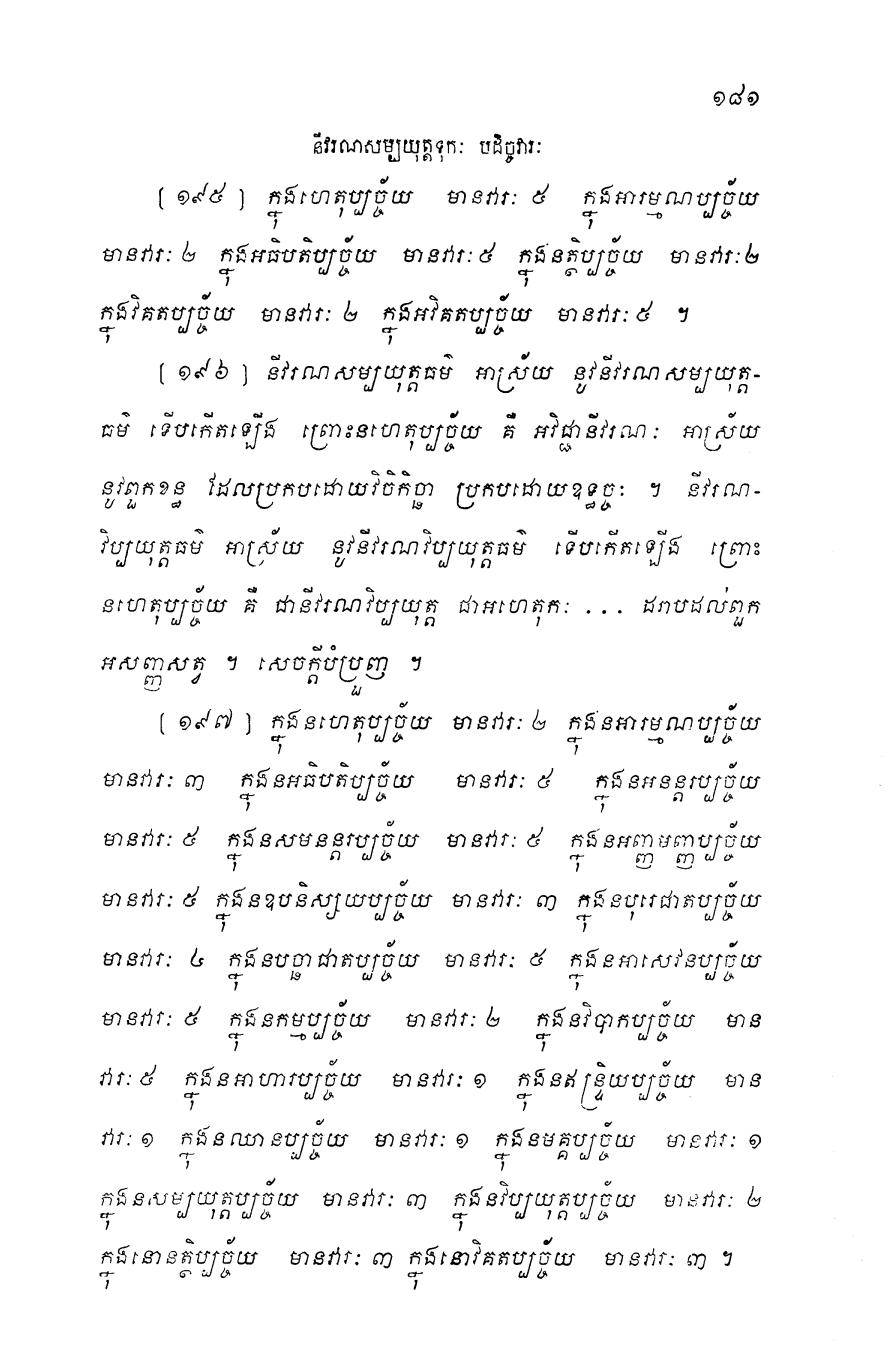 ១៨១
នីវរណសម្បយុត្តទុកៈ បដិច្ចវារៈ
[ ១៩៥ ] ក្នុងហេតុប្បច្ច័យ មានវារៈ ៥ ក្នុងអារម្មណប្បច្ច័យ
មានវារៈ ២ ក្នុងអធិបតិប្បច្ច័យ មានវារៈ ៥ ក្នុងនត្ថិប្បច្ច័យ មានវារៈ ២
ក្នុងវិគតប្បច្ច័យ មានវារៈ ២ ក្នុងអវិគតប្បច្ច័យ មានវារៈ ៥ ។
[ ១៩៦ ] នីវរណសម្បយុត្តធម៌ អាស្រ័យ នូវនីវរណសម្បយុត្ត-
ធម៌ ទើបកើតឡើង ព្រោះនហេតុប្បច្ច័យ គឺ អវិជ្ជានីវរណៈ អាស្រ័យ
នូវពួកខន្ធ ដែលប្រកបដោយវិចិកិច្ឆា ប្រកបដោយឧទ្ធច្ចៈ ។ នីវរណ-
វិប្បយុត្តធម៌ អាស្រ័យ នូវនីវរណវិប្បយុត្តធម៌ ទើបកើតឡើង ព្រោះ
នហេតុប្បច្ច័យ គឺ ជានីវរណវិប្បយុត្ត ជាអហេតុកៈ ... ដរាបដល់ពួក
អសញ្ញសត្វ ។ សេចក្តីបំប្រួញ ។
[ ១៩៧ ] ក្នុងនហេតុប្បច្ច័យ មានវារៈ ២ ក្នុងនអារម្មណប្បច្ច័យ
មានវារៈ ៣ ក្នុងនអធិបតិប្បច្ច័យ មានវារៈ ៥ ក្នុងនអនន្តរប្បច្ច័យ
មានវារៈ ៥ ក្នុងនសមនន្តរប្បច្ច័យ មានវារៈ ៥ ក្នុងនអញ្ញមញ្ញប្បច្ច័យ
មានវារៈ ៥ ក្នុងនឧបនិស្សយប្បច្ច័យ មានវារៈ ៣ ក្នុងនបុរេជាតប្បច្ច័យ
មានវារៈ ៤ ក្នុងនបច្ឆាជាតប្បច្ច័យ មានវារៈ ៥ ក្នុងនអាសេវនប្បច្ច័យ
មានវារៈ ៥ ក្នុងនកម្មប្បច្ច័យ មានវារៈ ២ ក្នុងនវិបាកប្បច្ច័យ មាន
វារៈ ៥ ក្នុងនអាហារប្បច្ច័យ មានវារៈ ១ ក្នុងនឥន្ទ្រិយប្បច្ច័យ មាន
វារៈ ១ ក្នុងនឈានប្បច្ច័យ មានវារៈ ១ ក្នុងនមគ្គប្បច្ច័យ មានវារៈ ១
ក្នុងនសម្បយុត្តប្បច្ច័យ មានវារៈ ៣ ក្នុងនវិប្បយុត្តប្បច្ច័យ មានវារៈ ២
ក្នុងនោនត្ថិប្បច្ច័យ មានវារៈ ៣ ក្នុងនោវិគតប្បច្ច័យ មានវារៈ ៣ ។